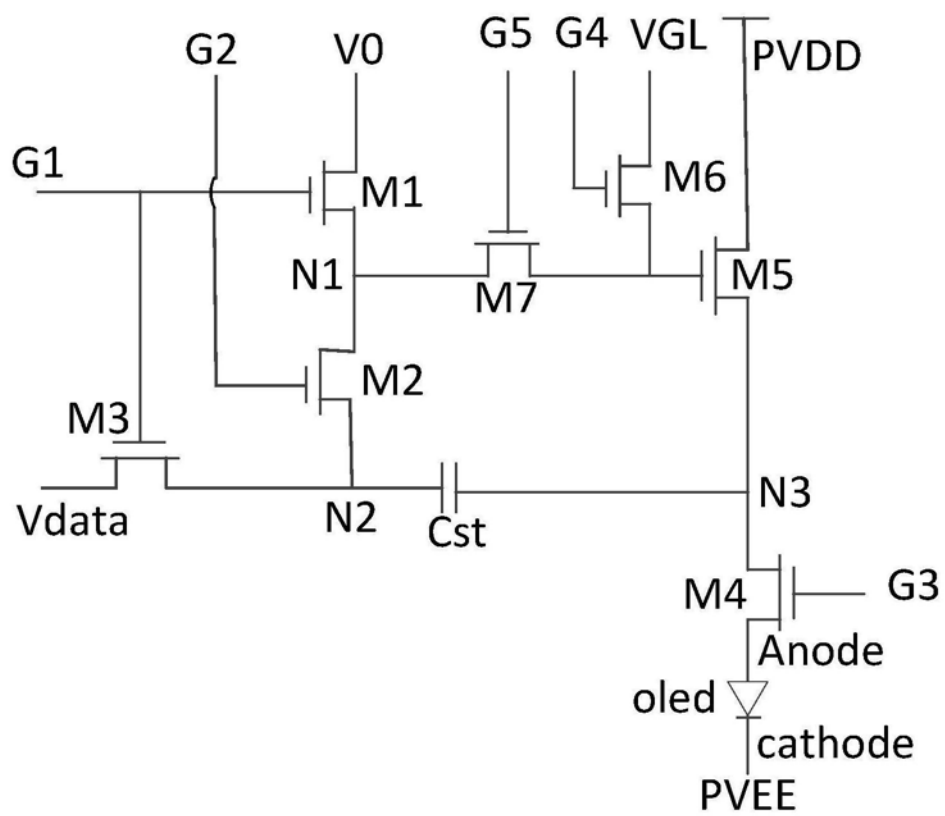 G2
V0
G5
G4
VGL
PVDD
G1
M1
M6
N1
M7
M5
M2
M3
Vdata
N2
Cst
N3
M4
G3
Anode
oled
cathode
PVEE